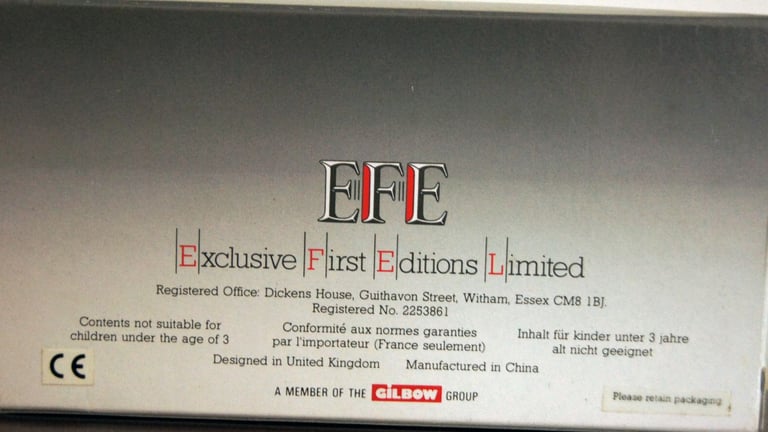 EFE
Exclusive First Editions Limited
Registered Office: Dickens House, Guithavon Street, Witham, Essex CM8 1BJ.
Registered No. 2253861
Contents not suitable for
children under the age of 3
Conformité aux normes garanties
par l'importateur (France seulement)
Inhalt für kinder unter 3 jahre
alt nicht geeignet
CE
Designed in United Kingdom Manufactured in China
A MEMBER OF THE GILBOW GROUP
Please retain packaging